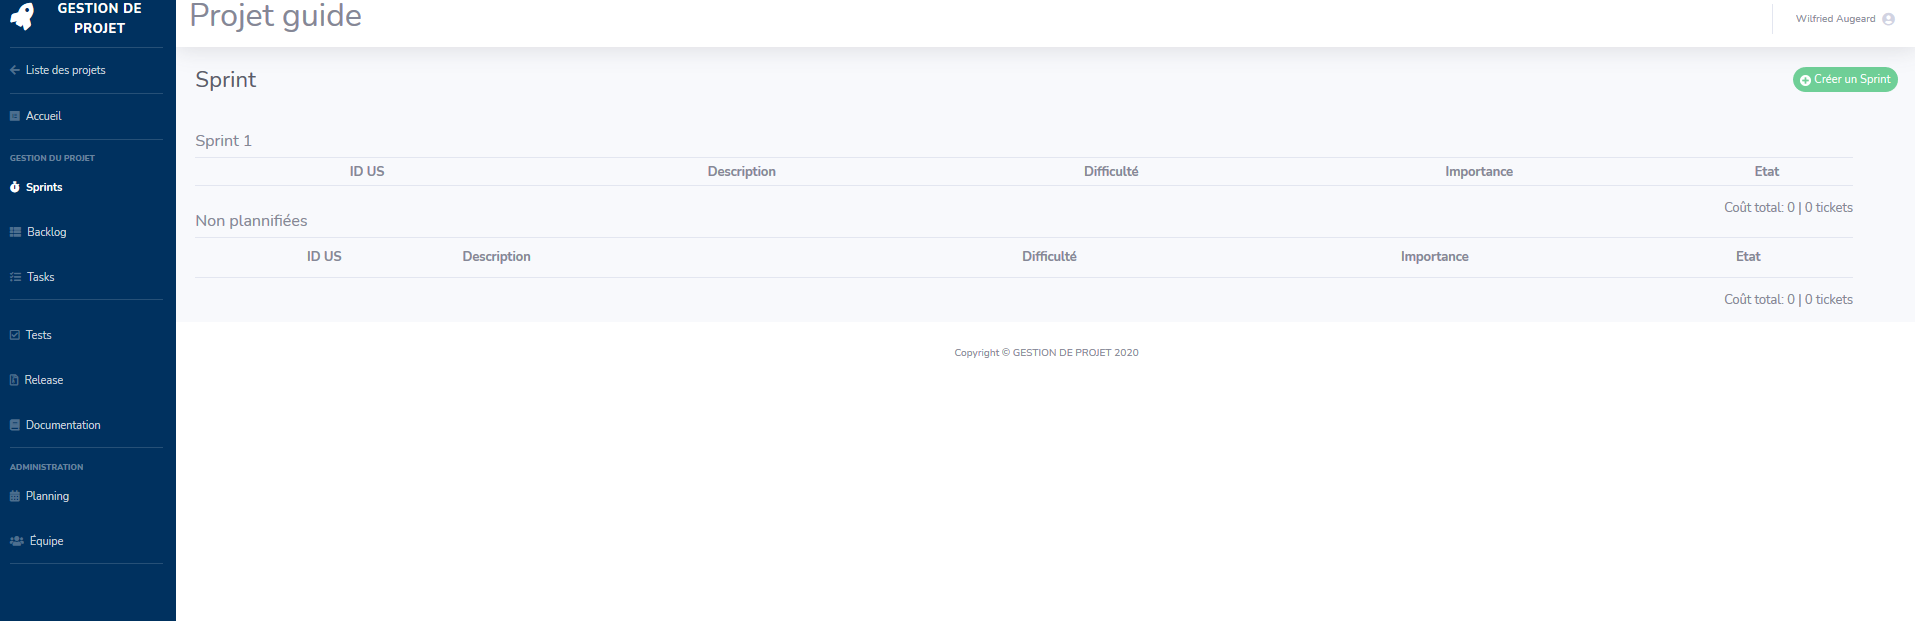 GESTION DE
PROJET
Liste des projets
Accueil
GESTION DU PROJET
Sprints
Backlog
Tasks
Tests
Release
Documentation
ADMINISTRATION
Planning
Équipe
Projet guide
Wilfried Augeard
Sprint
Créer un Sprint
Sprint 1
ID US Description Difficulté Importance Etat
Coût total: 0 | 0 tickets
Non plannifiées
ID US Description Difficulté Importance Etat
Coût total: 0 | 0 tickets
Copyright © GESTION DE PROJET 2020